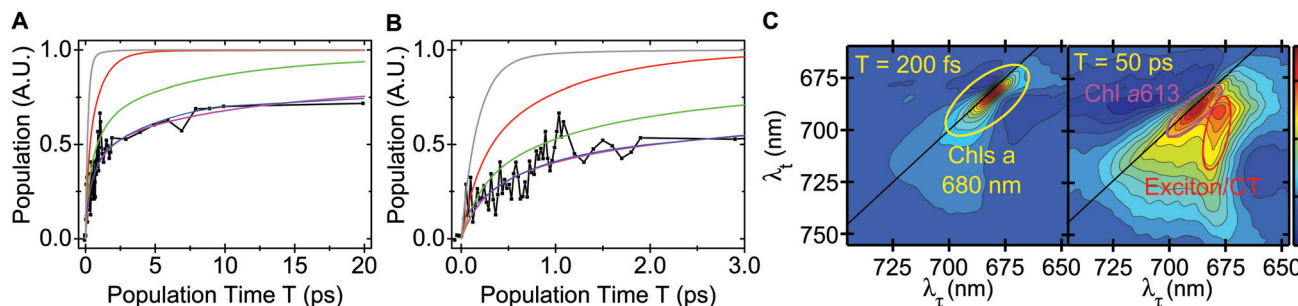 A
Population (A.U.)
1.0
0.5
0.0
0
5
10
15
20
Population Time T (ps)
B
Population (A.U.)
1.0
0.5
0.0
0.0
1.0
2.0
3.0
Population Time T (ps)
C
λt (nm)
675
700
725
750
T = 200 fs
Chls a
680 nm
725
700
675
650
λτ (nm)
T = 50 ps
Chl a613
Exciton/CT
725
700
675
650
λτ (nm)